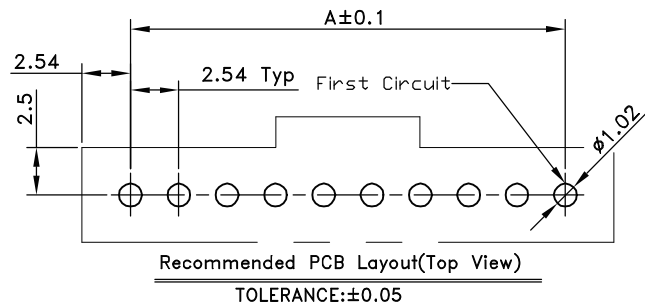 A±0.1
2.54
2.54 Typ
First Circuit
2.5
ø1.02
Recommended PCB Layout(Top View)
TOLERANCE:±0.05